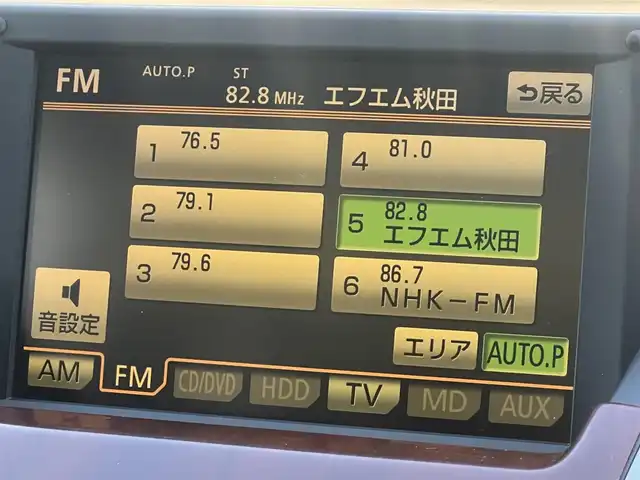 FM AUTO.P ST 82.8 MHz エフエム秋田 戻る
1 76.5
4 81.0
2 79.1
5 82.8 エフエム秋田
3 79.6
6 86.7 NHK-FM
音設定
エリア AUTO.P
AM FM CD/DVD HDD TV MD AUX